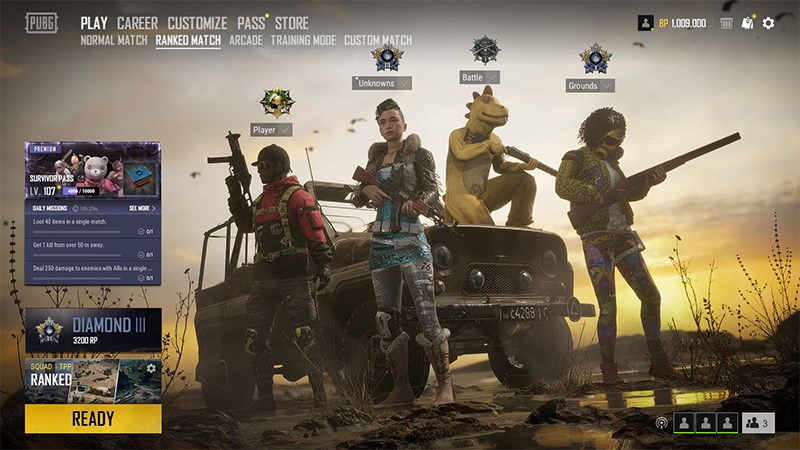 PUBG
PLAY CAREER CUSTOMIZE PASS STORE
BP 1,009,000
NORMAL MATCH RANKED MATCH ARCADE TRAINING MODE CUSTOM MATCH
Unknowns
Battle
Grounds
Player
PREMIUM
SURVIVOR PASS
LV. 107
DAILY MISSIONS
SEE MORE
Loot 40 items in a single match.
0/1
Get 1 kill from over 50 m away.
0/1
Deal 250 damage to enemies with ARs in a single ...
0/1
DIAMOND III
3200 RP
SQUAD TPP
RANKED
READY
3